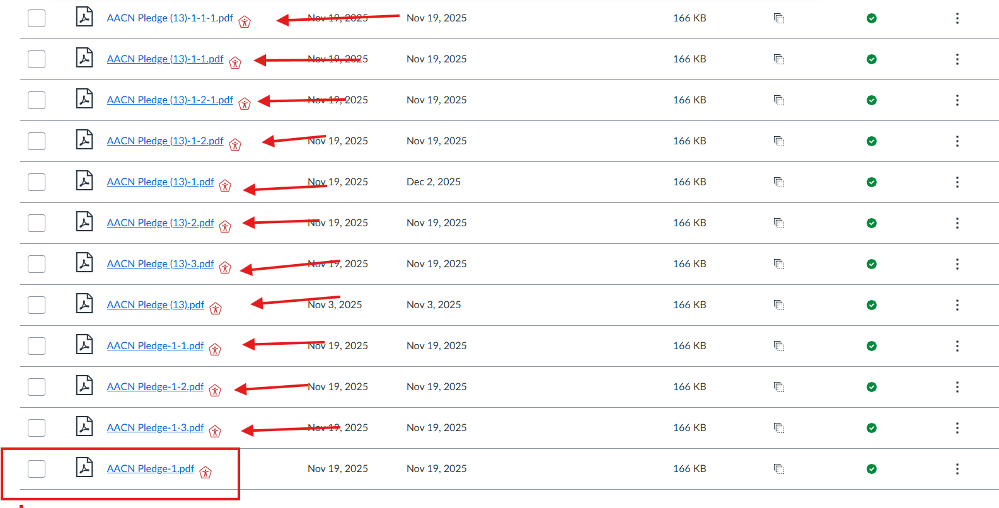 AACN Pledge (13)-1-1-1.pdf Nov 19, 2025 Nov 19, 2025 166 KB
AACN Pledge (13)-1-1.pdf Nov 19, 2025 Nov 19, 2025 166 KB
AACN Pledge (13)-1-2-1.pdf Nov 19, 2025 Nov 19, 2025 166 KB
AACN Pledge (13)-1-2.pdf Nov 19, 2025 Nov 19, 2025 166 KB
AACN Pledge (13)-1.pdf Nov 19, 2025 Dec 2, 2025 166 KB
AACN Pledge (13)-2.pdf Nov 19, 2025 Nov 19, 2025 166 KB
AACN Pledge (13)-3.pdf Nov 19, 2025 Nov 19, 2025 166 KB
AACN Pledge (13).pdf Nov 3, 2025 Nov 3, 2025 166 KB
AACN Pledge-1-1.pdf Nov 19, 2025 Nov 19, 2025 166 KB
AACN Pledge-1-2.pdf Nov 19, 2025 Nov 19, 2025 166 KB
AACN Pledge-1-3.pdf Nov 19, 2025 Nov 19, 2025 166 KB
AACN Pledge-1.pdf Nov 19, 2025 Nov 19, 2025 166 KB